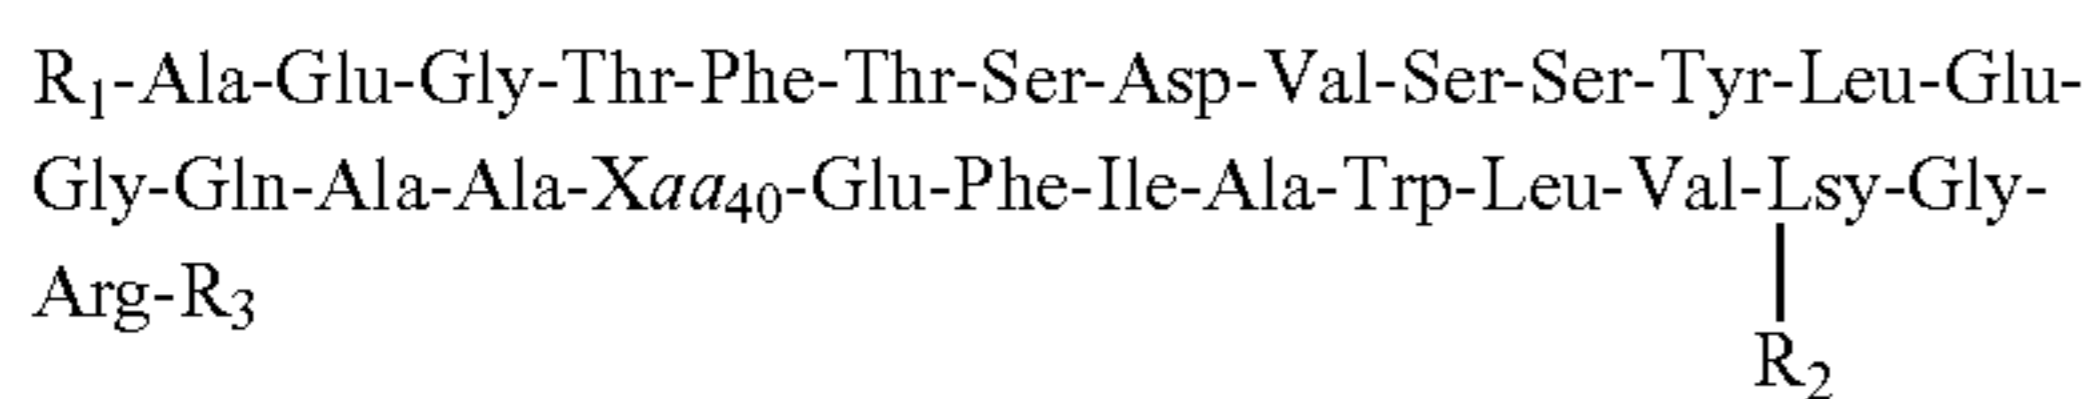 R1-Ala-Glu-Gly-Thr-Phe-Thr-Ser-Asp-Val-Ser-Ser-Tyr-Leu-Glu-
Gly-Gln-Ala-Ala-Xaa40-Glu-Phe-Ile-Ala-Trp-Leu-Val-Lsy-Gly-
Arg-R3
R2